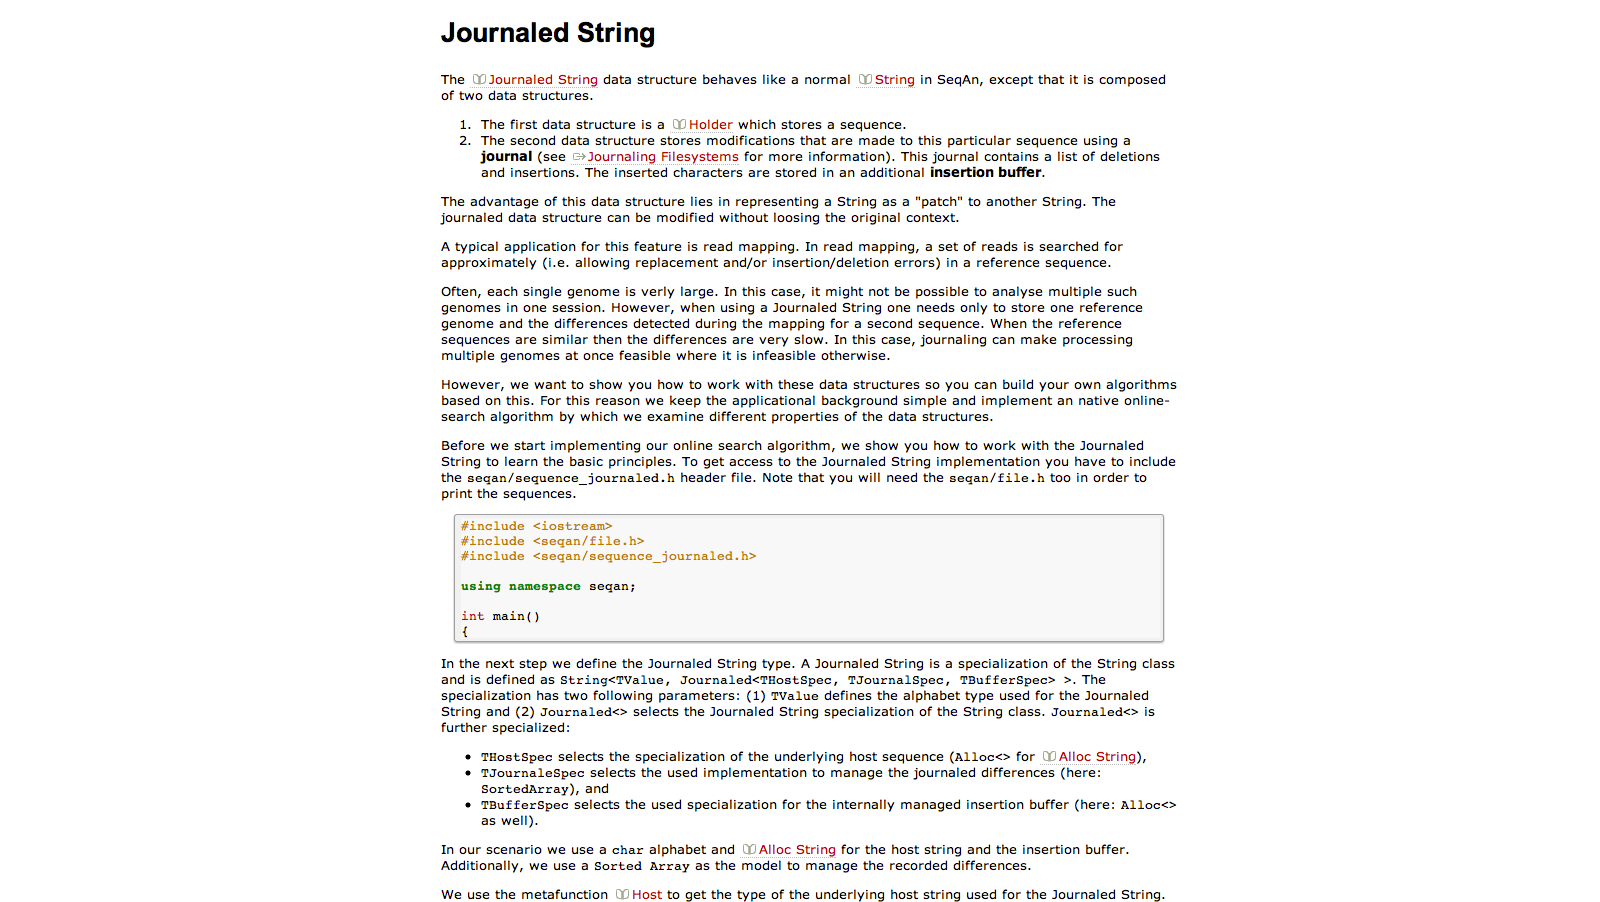 Journaled String
The Journaled String data structure behaves like a normal String in SeqAn, except that it is composed
of two data structures.
1. The first data structure is a Holder which stores a sequence.
2. The second data structure stores modifications that are made to this particular sequence using a
journal (see Journaling Filesystems for more information). This journal contains a list of deletions
and insertions. The inserted characters are stored in an additional insertion buffer.
The advantage of this data structure lies in representing a String as a "patch" to another String. The
journaled data structure can be modified without loosing the original context.
A typical application for this feature is read mapping. In read mapping, a set of reads is searched for
approximately (i.e. allowing replacement and/or insertion/deletion errors) in a reference sequence.
Often, each single genome is verly large. In this case, it might not be possible to analyse multiple such
genomes in one session. However, when using a Journaled String one needs only to store one reference
genome and the differences detected during the mapping for a second sequence. When the reference
sequences are similar then the differences are very slow. In this case, journaling can make processing
multiple genomes at once feasible where it is infeasible otherwise.
However, we want to show you how to work with these data structures so you can build your own algorithms
based on this. For this reason we keep the applicational background simple and implement an native online-
search algorithm by which we examine different properties of the data structures.
Before we start implementing our online search algorithm, we show you how to work with the Journaled
String to learn the basic principles. To get access to the Journaled String implementation you have to include
the seqan/sequence_journaled.h header file. Note that you will need the seqan/file.h too in order to
print the sequences.
#include <iostream>
#include <seqan/file.h>
#include <seqan/sequence_journaled.h>
using namespace seqan;
int main()
{
In the next step we define the Journaled String type. A Journaled String is a specialization of the String class
and is defined as String<TValue, Journaled<THostSpec, TJournalSpec, TBufferSpec> >. The
specialization has two following parameters: (1) TValue defines the alphabet type used for the Journaled
String and (2) Journaled<> selects the Journaled String specialization of the String class. Journaled<> is
further specialized:
• THostSpec selects the specialization of the underlying host sequence (Alloc<> for Alloc String),
• TJournaleSpec selects the used implementation to manage the journaled differences (here:
SortedArray), and
• TBufferSpec selects the used specialization for the internally managed insertion buffer (here: Alloc<>
as well).
In our scenario we use a char alphabet and Alloc String for the host string and the insertion buffer.
Additionally, we use a Sorted Array as the model to manage the recorded differences.
We use the metafunction Host to get the type of the underlying host string used for the Journaled String.